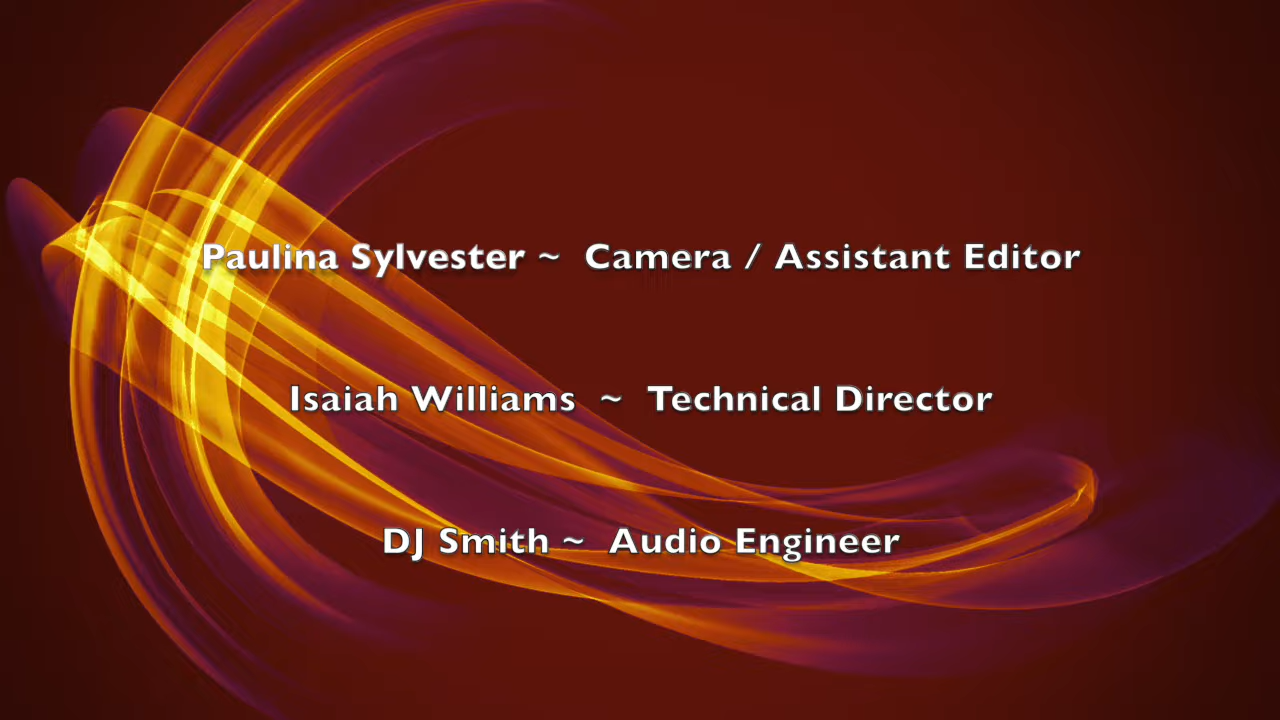 Paulina Sylvester ~ Camera / Assistant Editor
Isaiah Williams ~ Technical Director
DJ Smith ~ Audio Engineer